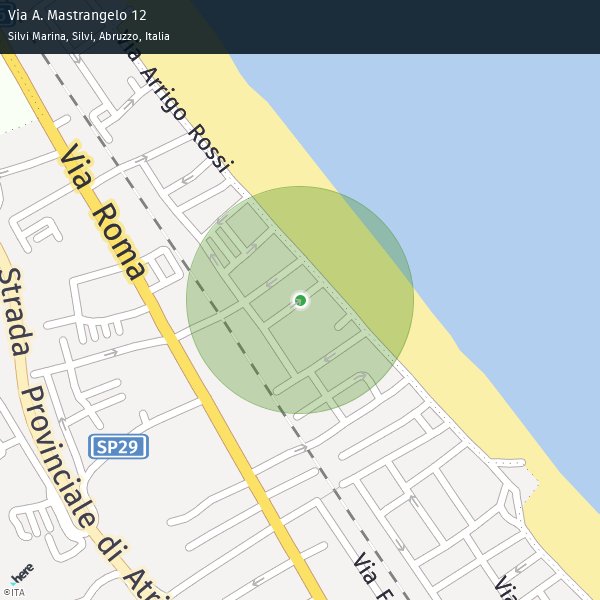 Via A. Mastrangelo 12
Silvi Marina, Silvi, Abruzzo, Italia
Via Arrigo Rossi
Via Roma
Strada Provinciale di Atri
SP29
Via
here
©ITA